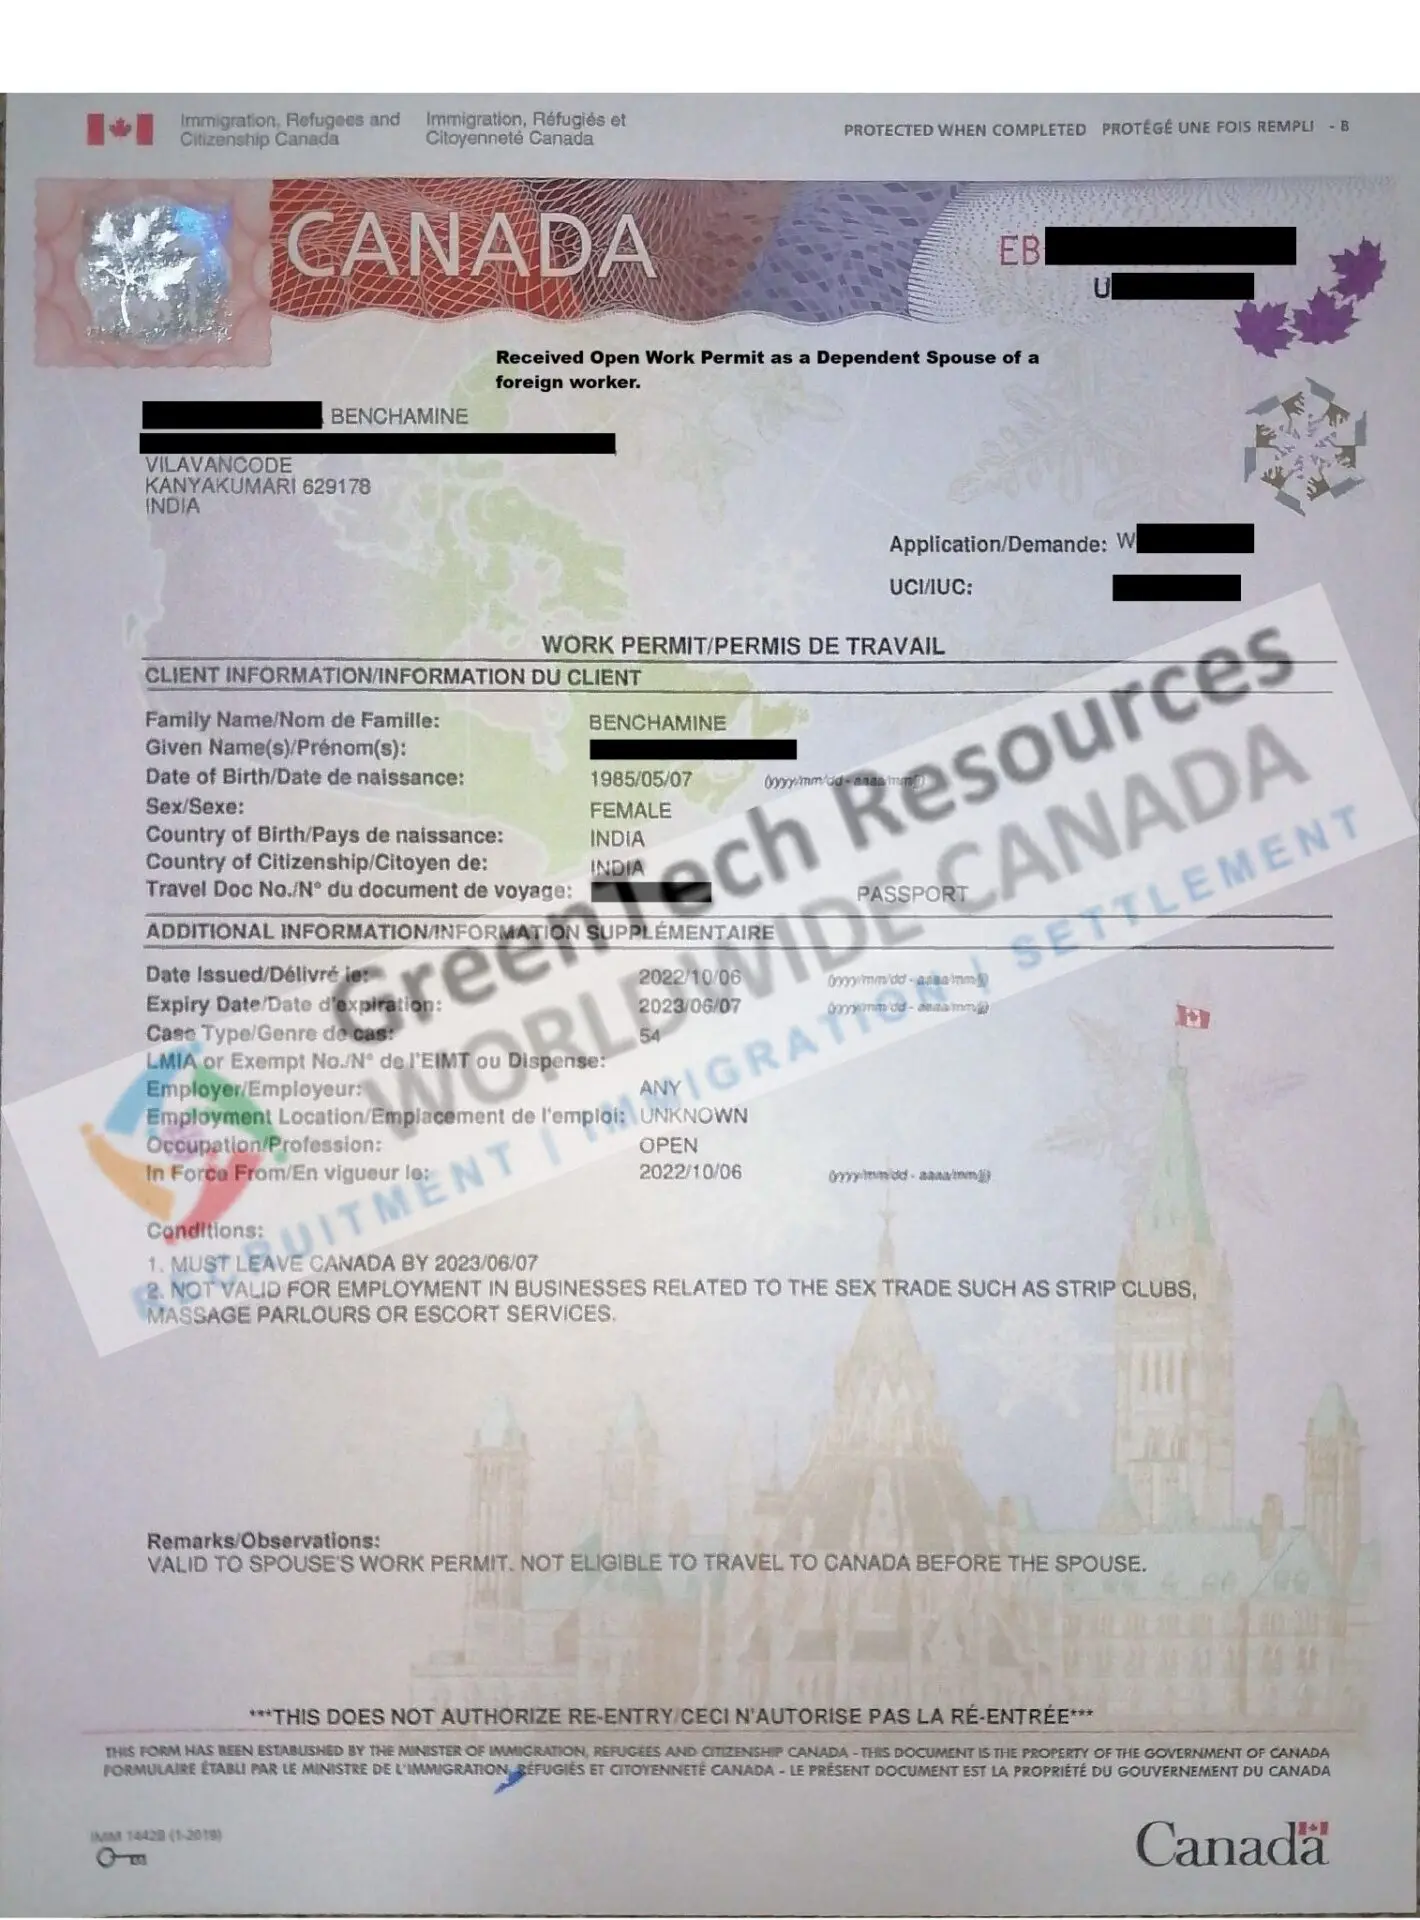 Immigration, Refugees and Citizenship Canada
Immigration, Réfugiés et Citoyenneté Canada
PROTECTED WHEN COMPLETED PROTÉGÉ UNE FOIS REMPLI - B
CANADA
EB
U
Received Open Work Permit as a Dependent Spouse of a
foreign worker.
BENCHAMINE
VILAVANCODE
KANYAKUMARI 629178
INDIA
Application/Demande: W
UCI/IUC:
WORK PERMIT/PERMIS DE TRAVAIL
CLIENT INFORMATION/INFORMATION DU CLIENT
Family Name/Nom de Famille: BENCHAMINE
Given Name(s)/Prénom(s):
Date of Birth/Date de naissance: 1985/05/07 (yyyy/mm/dd - aaaa/mm/jj)
Sex/Sexe: FEMALE
Country of Birth/Pays de naissance: INDIA
Country of Citizenship/Citoyen de: INDIA
Travel Doc No./N° du document de voyage: PASSPORT
ADDITIONAL INFORMATION/INFORMATION SUPPLÉMENTAIRE
Date Issued/Délivré le: 2022/10/06 (yyyy/mm/dd - aaaa/mm/jj)
Expiry Date/Date d'expiration: 2023/06/07 (yyyy/mm/dd - aaaa/mm/jj)
Case Type/Genre de cas: 54
LMIA or Exempt No./N° de l'EIMT ou Dispense:
Employer/Employeur: ANY
Employment Location/Emplacement de l'emploi: UNKNOWN
Occupation/Profession: OPEN
In Force From/En vigueur le: 2022/10/06 (yyyy/mm/dd - aaaa/mm/jj)
Conditions:
1. MUST LEAVE CANADA BY 2023/06/07
2. NOT VALID FOR EMPLOYMENT IN BUSINESSES RELATED TO THE SEX TRADE SUCH AS STRIP CLUBS,
MASSAGE PARLOURS OR ESCORT SERVICES.
GreenTech Resources
WORLDWIDE CANADA
RECRUITMENT | IMMIGRATION | SETTLEMENT
Remarks/Observations:
VALID TO SPOUSE'S WORK PERMIT. NOT ELIGIBLE TO TRAVEL TO CANADA BEFORE THE SPOUSE.
***THIS DOES NOT AUTHORIZE RE-ENTRY/CECI N'AUTORISE PAS LA RÉ-ENTRÉE***
THIS FORM HAS BEEN ESTABLISHED BY THE MINISTER OF IMMIGRATION, REFUGEES AND CITIZENSHIP CANADA - THIS DOCUMENT IS THE PROPERTY OF THE GOVERNMENT OF CANADA
FORMULAIRE ÉTABLI PAR LE MINISTRE DE L'IMMIGRATION, RÉFUGIÉS ET CITOYENNETÉ CANADA - LE PRÉSENT DOCUMENT EST LA PROPRIÉTÉ DU GOUVERNEMENT DU CANADA
IMM 1442B (1-2019)
Canada